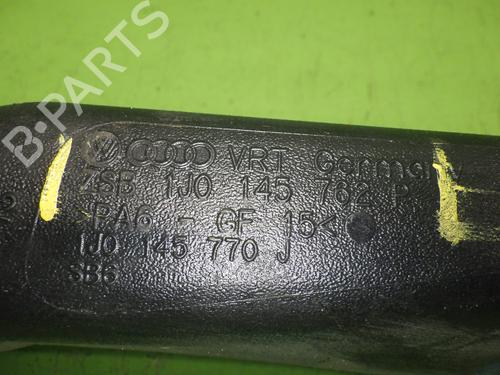 B-PARTS
VRT Germany
ZSB 1J0 145 762 P
>PA6 - GF 15<
1J0 145 770 J
SB6